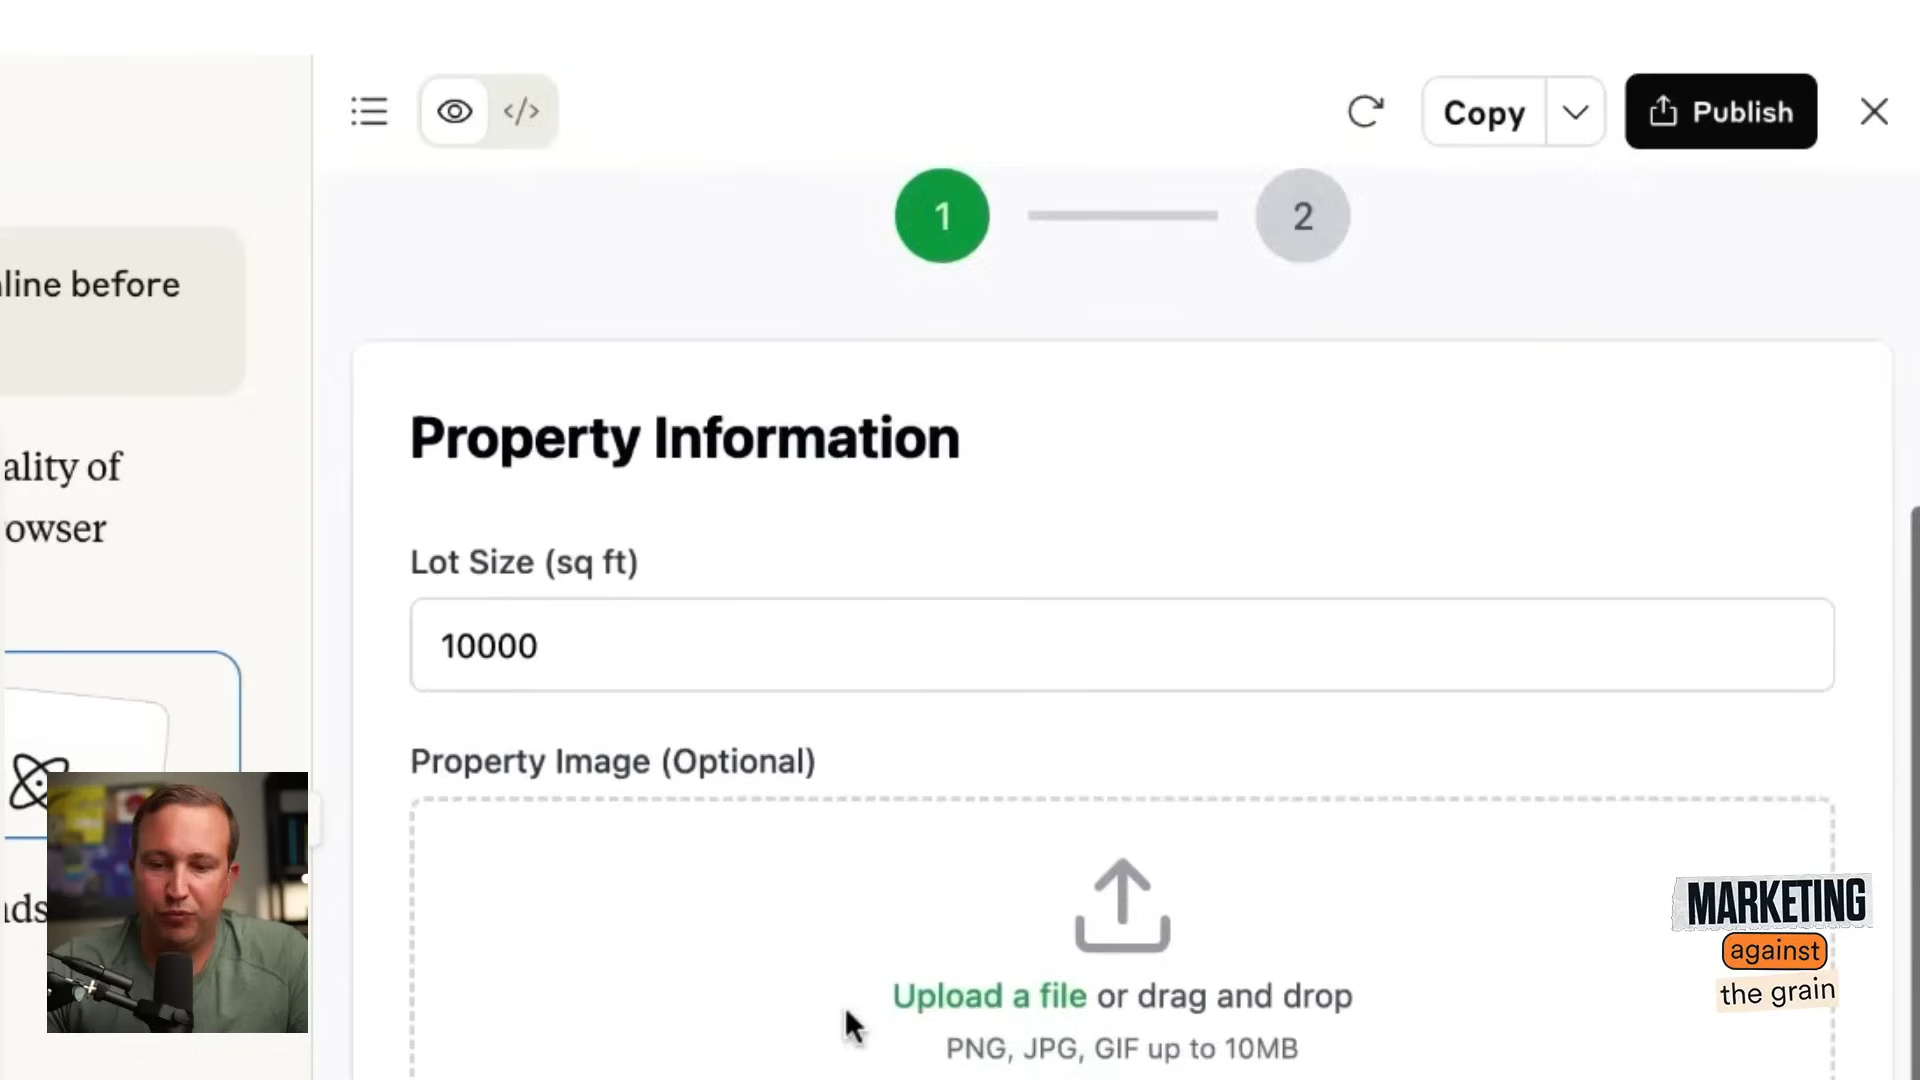 </>
Copy
Publish
1
2
line before
ality of
owser
Property Information
Lot Size (sq ft)
10000
Property Image (Optional)
Upload a file or drag and drop
PNG, JPG, GIF up to 10MB
MARKETING
against
the grain